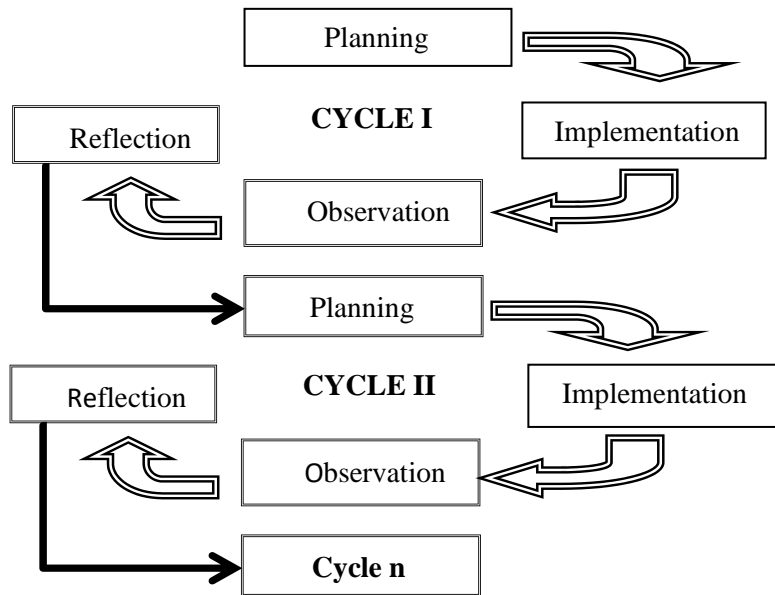 Planning
CYCLE I
Reflection
Implementation
Observation
Planning
CYCLE II
Reflection
Implementation
Observation
Cycle n